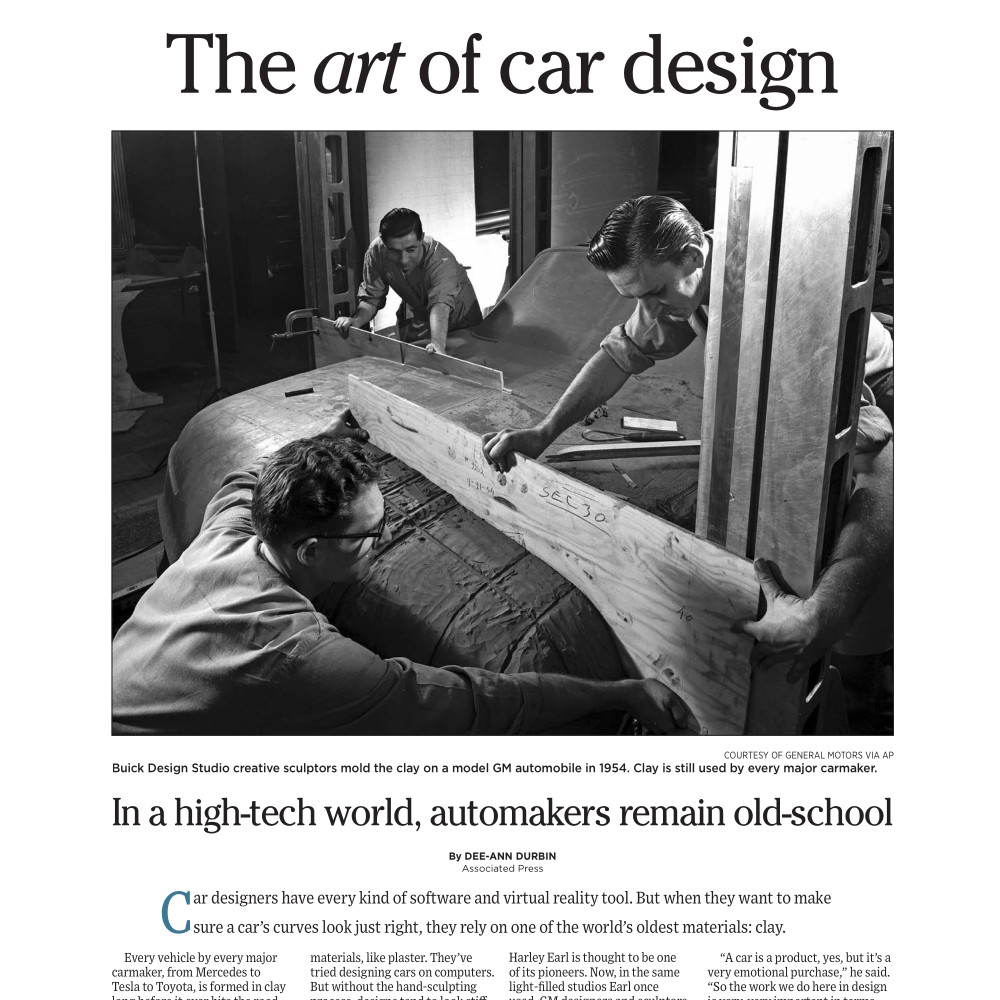 The art of car design
SEC 30
40
COURTESY OF GENERAL MOTORS VIA AP
Buick Design Studio creative sculptors mold the clay on a model GM automobile in 1954. Clay is still used by every major carmaker.
In a high-tech world, automakers remain old-school
By DEE-ANN DURBIN
Associated Press
Car designers have every kind of software and virtual reality tool. But when they want to make
sure a car’s curves look just right, they rely on one of the world’s oldest materials: clay.
Every vehicle by every major
carmaker, from Mercedes to
Tesla to Toyota, is formed in clay
materials, like plaster. They’ve
tried designing cars on computers.
But without the hand-sculpting
Harley Earl is thought to be one
of its pioneers. Now, in the same
light-filled studios Earl once
“A car is a product, yes, but it’s a
very emotional purchase,” he said.
“So the work we do here in design